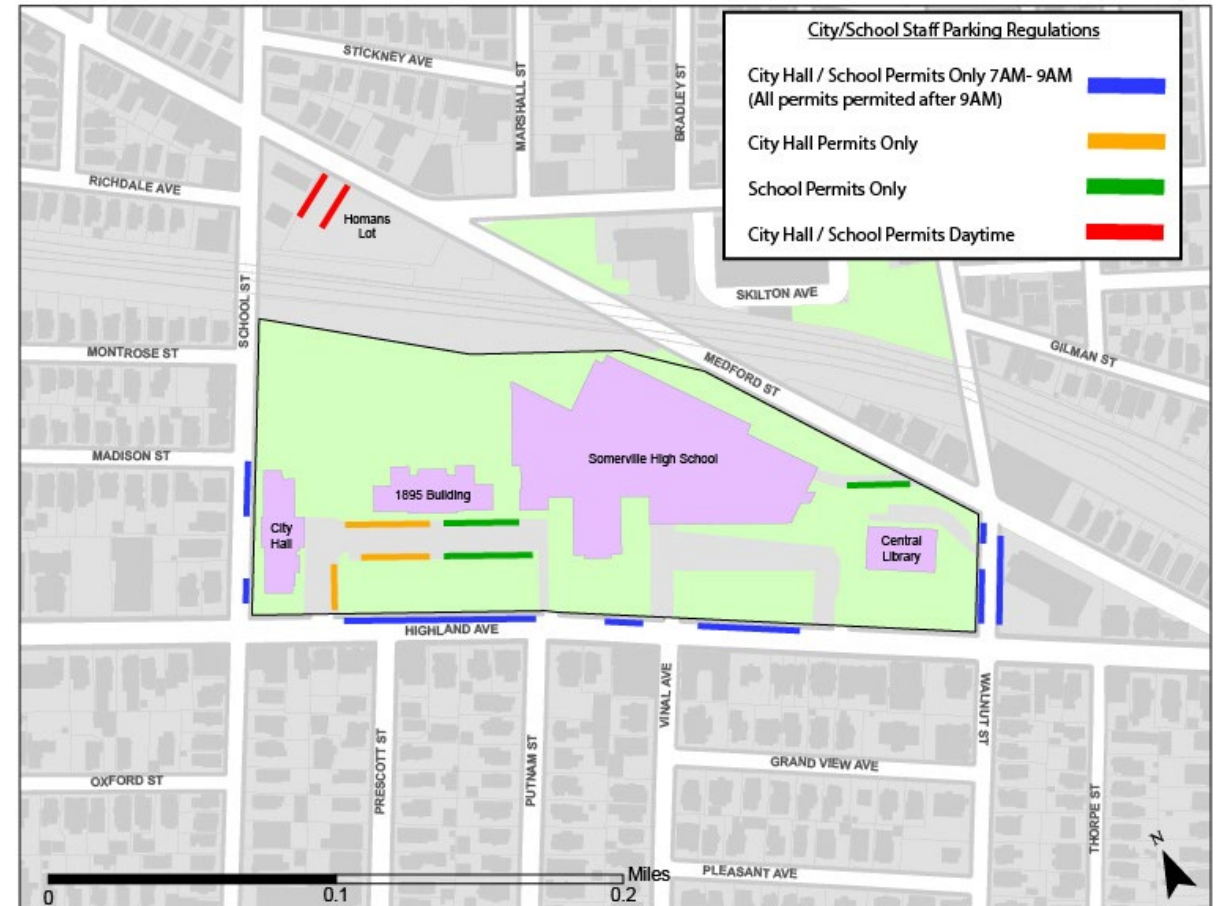 City/School Staff Parking Regulations
City Hall / School Permits Only 7AM- 9AM
(All permits permited after 9AM)
City Hall Permits Only
School Permits Only
City Hall / School Permits Daytime
STICKNEY AVE
MARSHALL ST
BRADLEY ST
RICHDALE AVE
Homans
Lot
SCHOOL ST
SKILTON AVE
MONTROSE ST
MEDFORD ST
GILMAN ST
MADISON ST
Somerville High School
1895 Building
City
Hall
Central
Library
HIGHLAND AVE
VINAL AVE
WALNUT ST
PRESCOTT ST
PUTNAM ST
OXFORD ST
GRAND VIEW AVE
THORPE ST
PLEASANT AVE
N
Miles
0
0.1
0.2